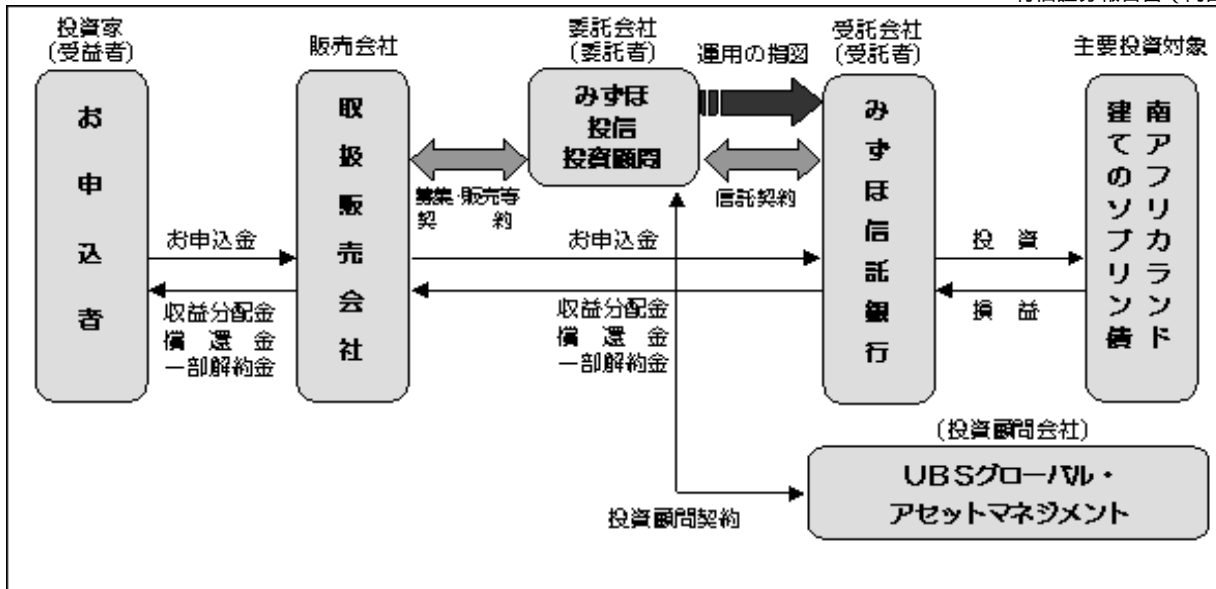 投資家
(受益者)
販売会社
委託会社
(委託者)
運用の指図
受託会社
(受託者)
主要投資対象
お申込者
取扱販売会社
みずほ
投信
投資顧問
みずほ信託銀行
南アフリカランド
建てのソブリン債
募集・販売等
契約
信託契約
お申込金
お申込金
投資
収益分配金
償還金
一部解約金
収益分配金
償還金
一部解約金
損益
(投資顧問会社)
UBSグローバル・
アセットマネジメント
投資顧問契約